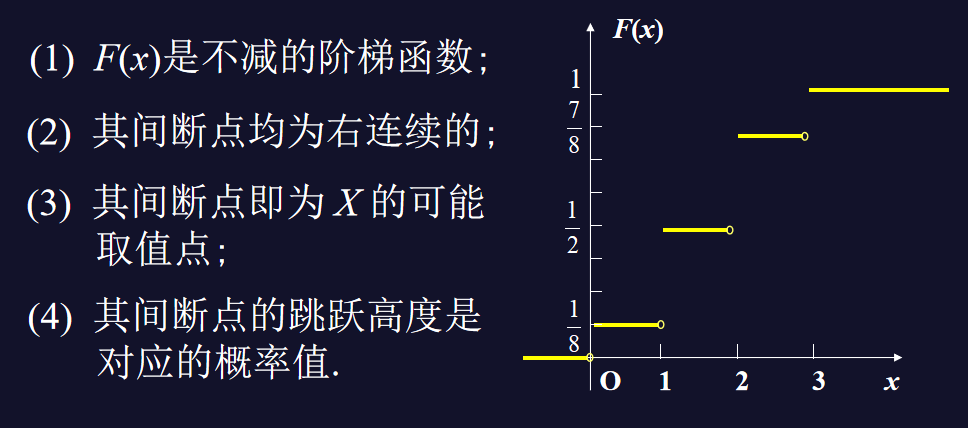 (1) F(x)是不减的阶梯函数;
(2) 其间断点均为右连续的;
(3) 其间断点即为 X 的可能
取值点;
(4) 其间断点的跳跃高度是
对应的概率值.
F(x)
1
7
8
1
2
1
8
O 1 2 3 x